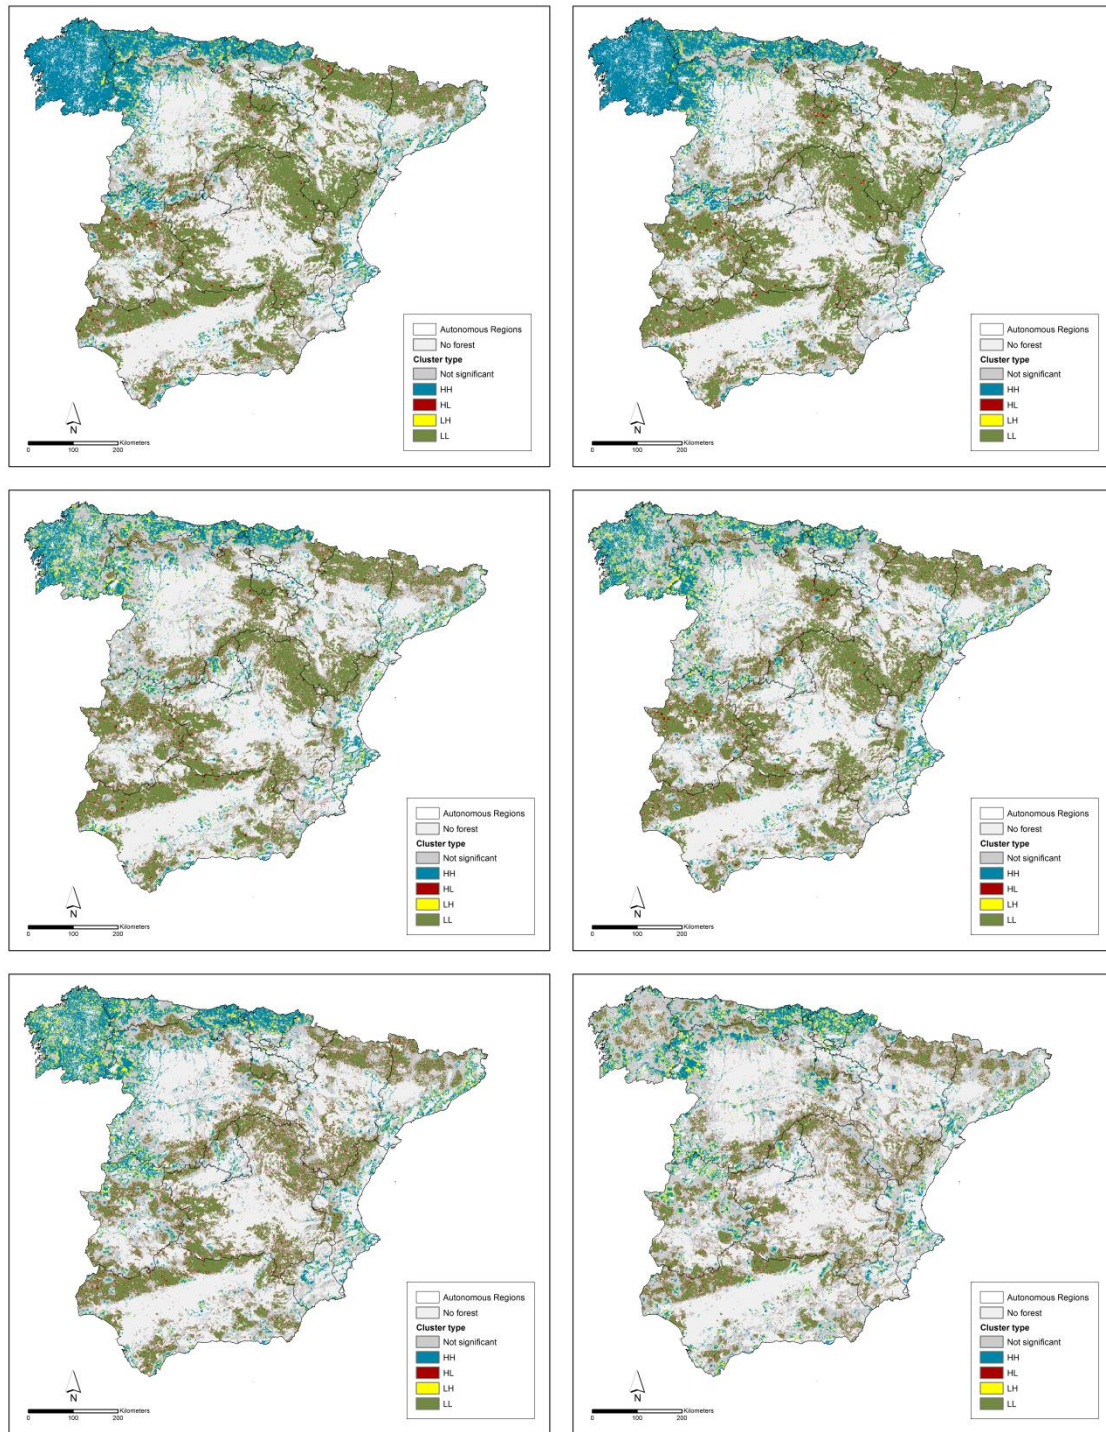 Autonomous Regions
No forest
Cluster type
Not significant
HH
HL
LH
LL
N
Kilometers
0 100 200
Autonomous Regions
No forest
Cluster type
Not significant
HH
HL
LH
LL
N
Kilometers
0 100 200
Autonomous Regions
No forest
Cluster type
Not significant
HH
HL
LH
LL
N
Kilometers
0 100 200
Autonomous Regions
No forest
Cluster type
Not significant
HH
HL
LH
LL
N
Kilometers
0 100 200
Autonomous Regions
No forest
Cluster type
Not significant
HH
HL
LH
LL
N
Kilometers
0 100 200
Autonomous Regions
No forest
Cluster type
Not significant
HH
HL
LH
LL
N
Kilometers
0 100 200